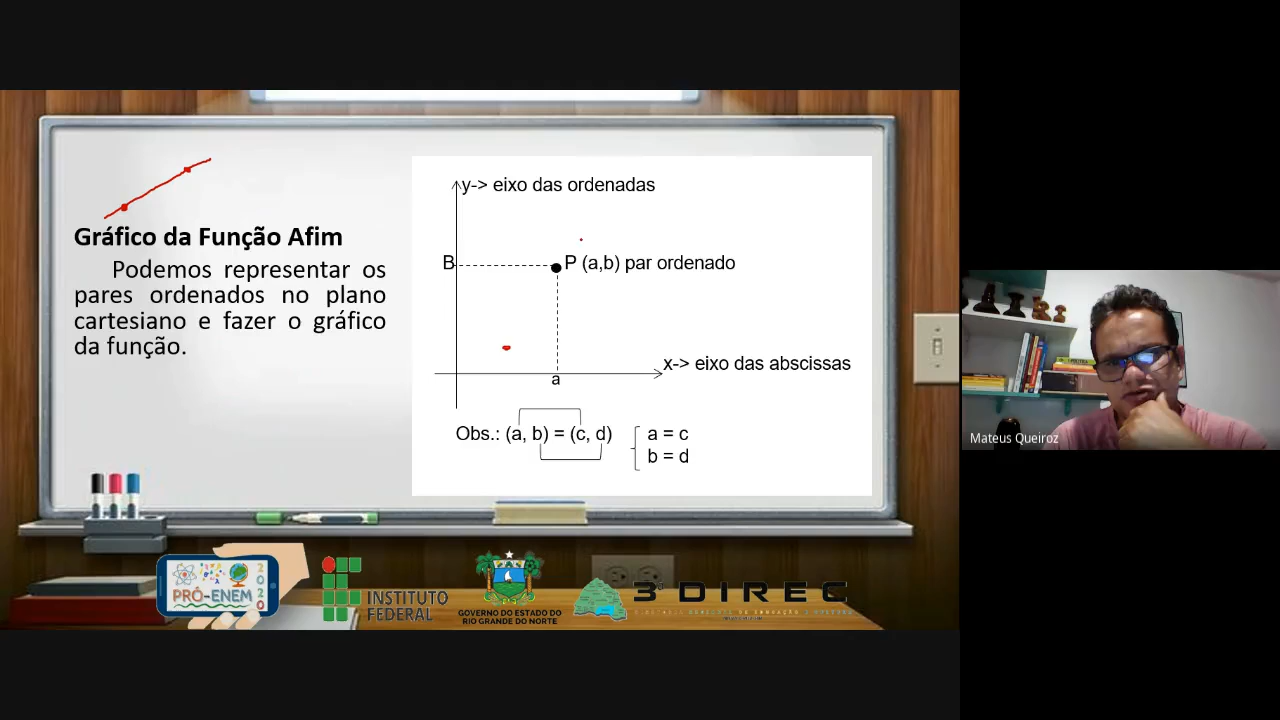 Gráfico da Função Afim
Podemos representar os
pares ordenados no plano
cartesiano e fazer o gráfico
da função.
y-> eixo das ordenadas
B
P (a,b) par ordenado
x-> eixo das abscissas
a
Obs.: (a, b) = (c, d)
a = c
b = d
PRÓ-ENEM
2020
INSTITUTO
FEDERAL
GOVERNO DO ESTADO DO
RIO GRANDE DO NORTE
3ª DIREC
Mateus Queiroz